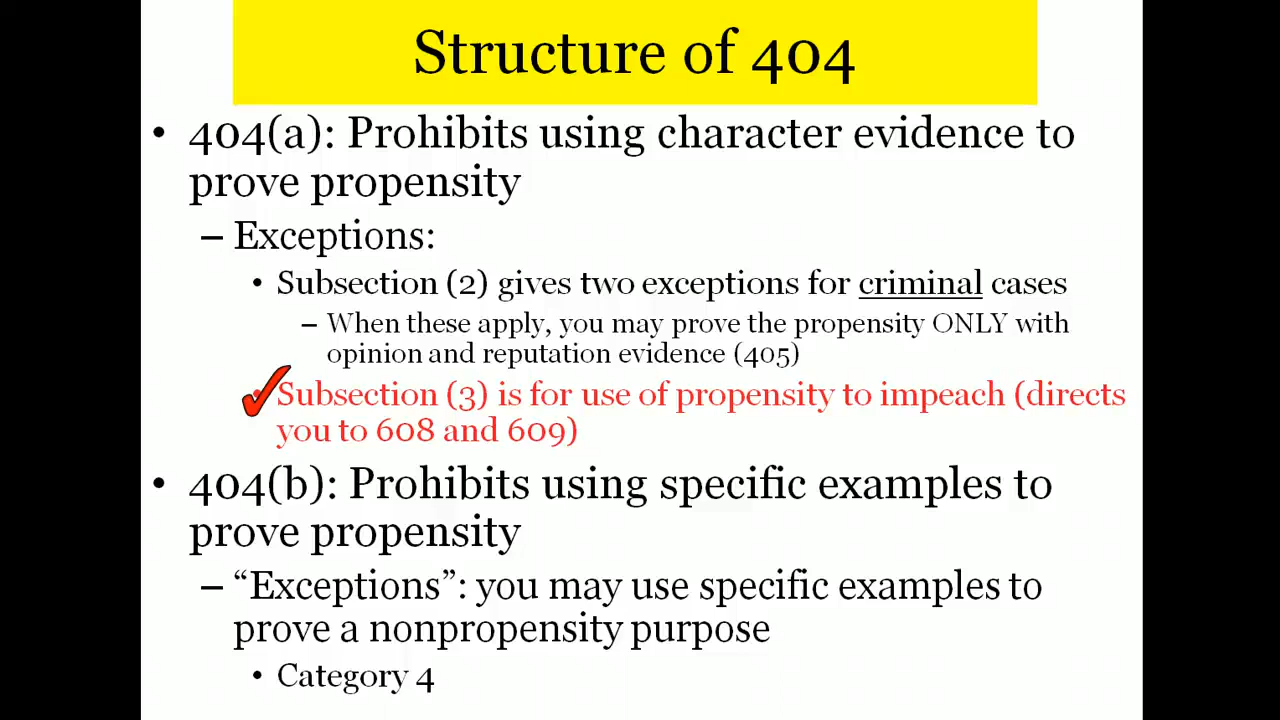 Structure of 404
• 404(a): Prohibits using character evidence to
prove propensity
– Exceptions:
• Subsection (2) gives two exceptions for criminal cases
– When these apply, you may prove the propensity ONLY with
opinion and reputation evidence (405)
• Subsection (3) is for use of propensity to impeach (directs
you to 608 and 609)
• 404(b): Prohibits using specific examples to
prove propensity
– “Exceptions”: you may use specific examples to
prove a nonpropensity purpose
• Category 4